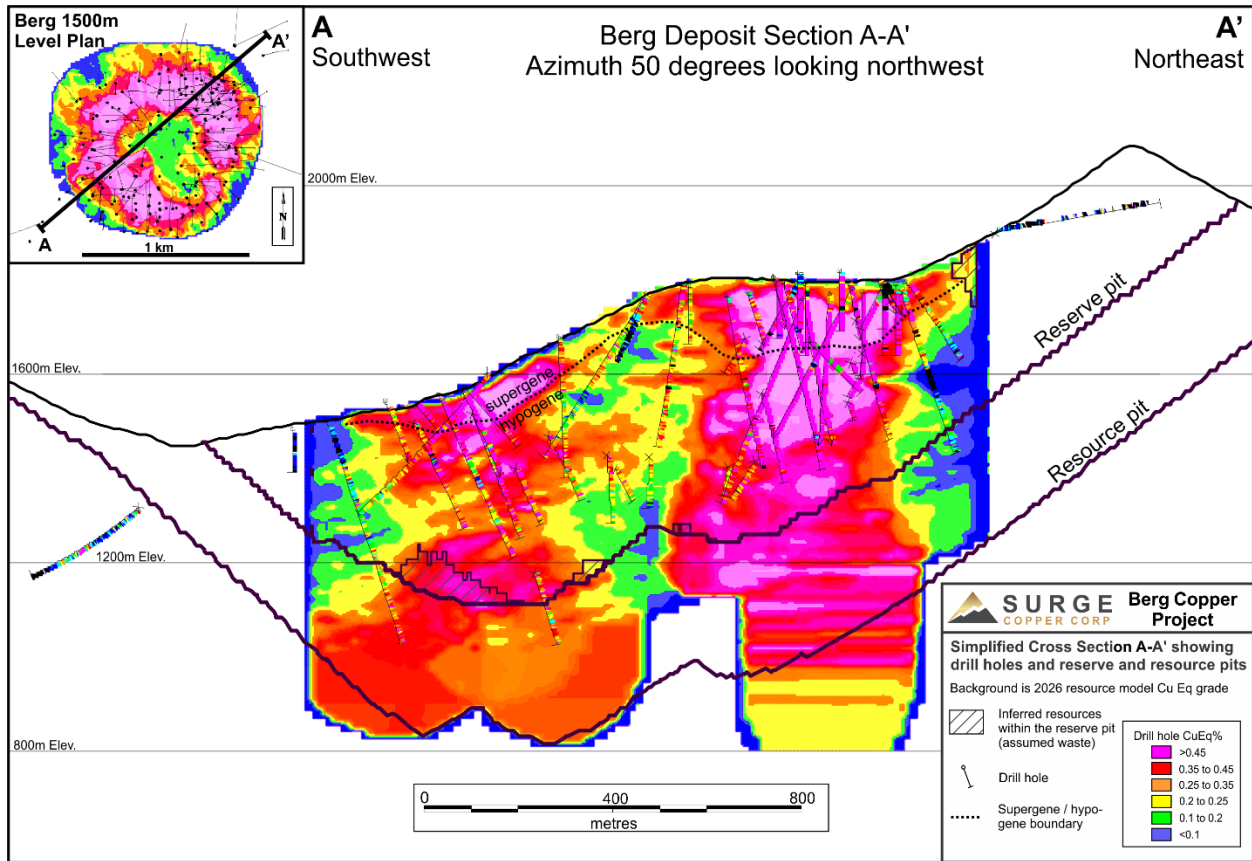 Berg 1500m
Level Plan
A'
A
N
1 km
A
Southwest
Berg Deposit Section A-A'
Azimuth 50 degrees looking northwest
A'
Northeast
2000m Elev.
1600m Elev.
1200m Elev.
800m Elev.
supergene
hypogene
Reserve pit
Resource pit
0
400
800
metres
SURGE
COPPER CORP
Berg Copper
Project
Simplified Cross Section A-A' showing
drill holes and reserve and resource pits
Background is 2026 resource model Cu Eq grade
Inferred resources
within the reserve pit
(assumed waste)
Drill hole
Supergene / hypo-
gene boundary
Drill hole CuEq%
>0.45
0.35 to 0.45
0.25 to 0.35
0.2 to 0.25
0.1 to 0.2
<0.1